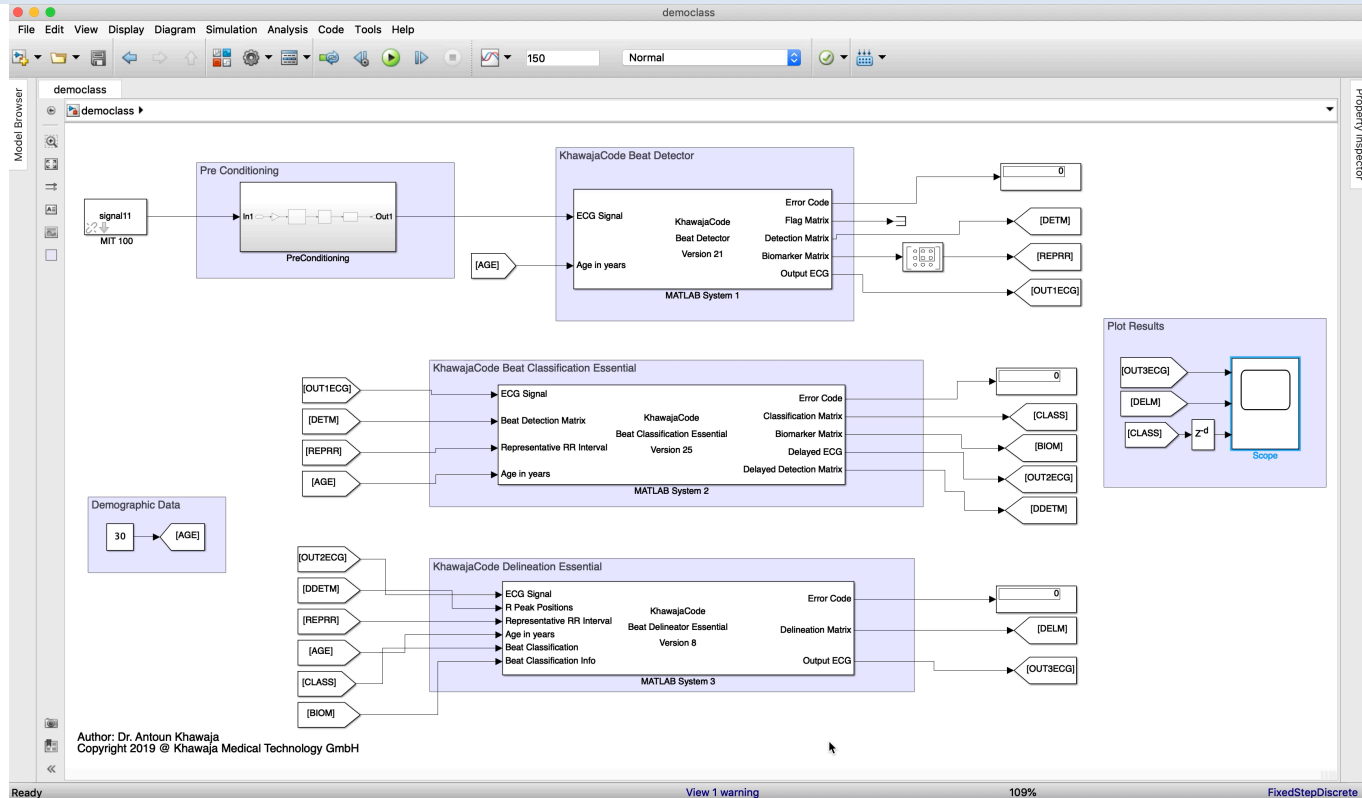 democlass
File Edit View Display Diagram Simulation Analysis Code Tools Help
150
Normal
Model Browser
democlass
democlass
Property Inspector
Pre Conditioning
signal11
MIT 100
In1
Out1
PreConditioning
KhawajaCode Beat Detector
[AGE]
ECG Signal
Age in years
KhawajaCode
Beat Detector
Version 21
Error Code
Flag Matrix
Detection Matrix
Biomarker Matrix
Output ECG
MATLAB System 1
0
[DETM]
[REPRR]
[OUT1ECG]
Plot Results
[OUT3ECG]
[DELM]
[CLASS]
Z-d
Scope
KhawajaCode Beat Classification Essential
[OUT1ECG]
[DETM]
[REPRR]
[AGE]
ECG Signal
Beat Detection Matrix
Representative RR Interval
Age in years
KhawajaCode
Beat Classification Essential
Version 25
Error Code
Classification Matrix
Biomarker Matrix
Delayed ECG
Delayed Detection Matrix
MATLAB System 2
0
[CLASS]
[BIOM]
[OUT2ECG]
[DDETM]
Demographic Data
30
[AGE]
KhawajaCode Delineation Essential
[OUT2ECG]
[DDETM]
[REPRR]
[AGE]
[CLASS]
[BIOM]
ECG Signal
R Peak Positions
Representative RR Interval
Age in years
Beat Classification
Beat Classification Info
KhawajaCode
Beat Delineator Essential
Version 8
Error Code
Delineation Matrix
Output ECG
MATLAB System 3
0
[DELM]
[OUT3ECG]
Author: Dr. Antoun Khawaja
Copyright 2019 @ Khawaja Medical Technology GmbH
Ready
View 1 warning
109%
FixedStepDiscrete